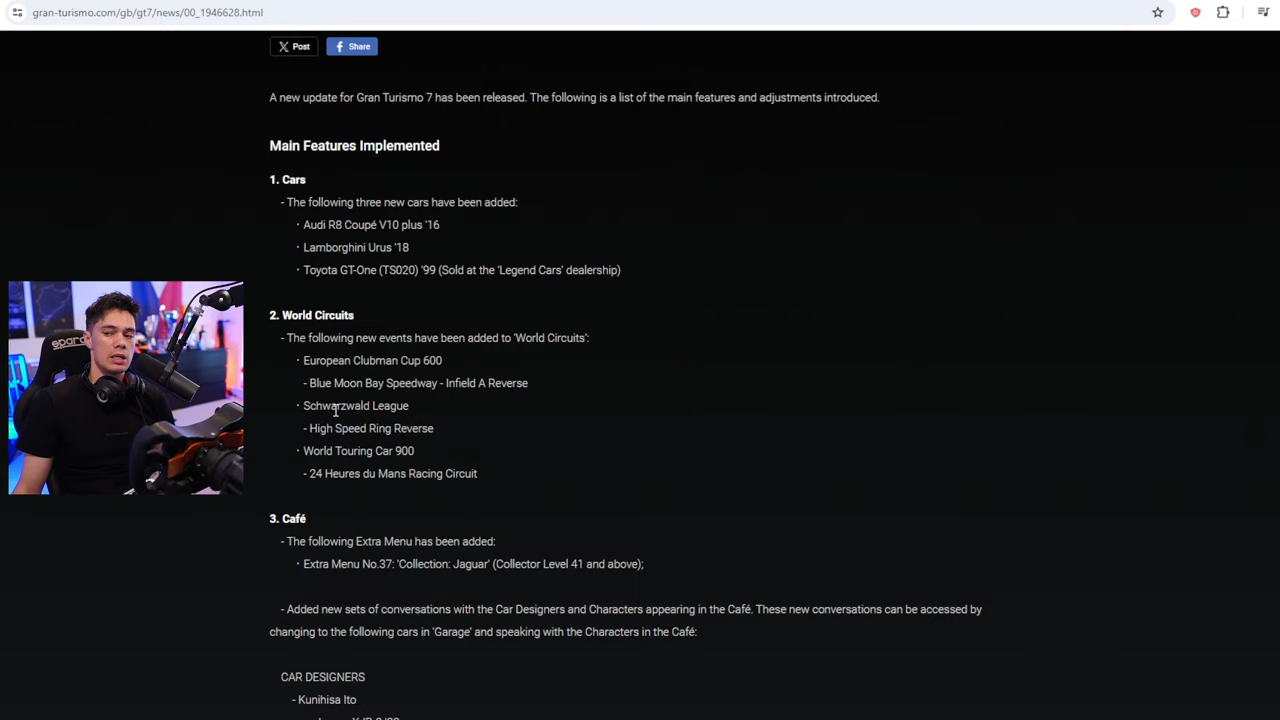 gran-turismo.com/gb/gt7/news/00_1946628.html
Post
Share
A new update for Gran Turismo 7 has been released. The following is a list of the main features and adjustments introduced.
Main Features Implemented
1. Cars
- The following three new cars have been added:
・Audi R8 Coupé V10 plus '16
・Lamborghini Urus '18
・Toyota GT-One (TS020) '99 (Sold at the 'Legend Cars' dealership)
2. World Circuits
- The following new events have been added to 'World Circuits':
・European Clubman Cup 600
- Blue Moon Bay Speedway - Infield A Reverse
・Schwarzwald League
- High Speed Ring Reverse
・World Touring Car 900
- 24 Heures du Mans Racing Circuit
3. Café
- The following Extra Menu has been added:
・Extra Menu No.37: 'Collection: Jaguar' (Collector Level 41 and above);
- Added new sets of conversations with the Car Designers and Characters appearing in the Café. These new conversations can be accessed by
changing to the following cars in 'Garage' and speaking with the Characters in the Café:
CAR DESIGNERS
- Kunihisa Ito